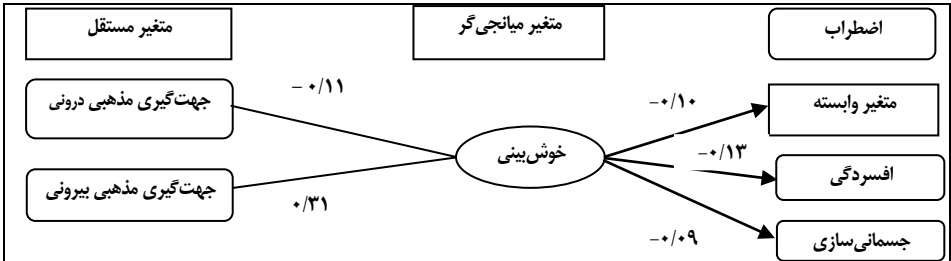 متغیر مستقل
متغیر میانجی‌گر
اضطراب
جهت‌گیری مذهبی درونی
– ۰/۱۱
–۰/۱۰
متغیر وابسته
خوش‌بینی
–۰/۱۳
افسردگی
جهت‌گیری مذهبی بیرونی
۰/۳۱
–۰/۰۹
جسمانی‌سازی